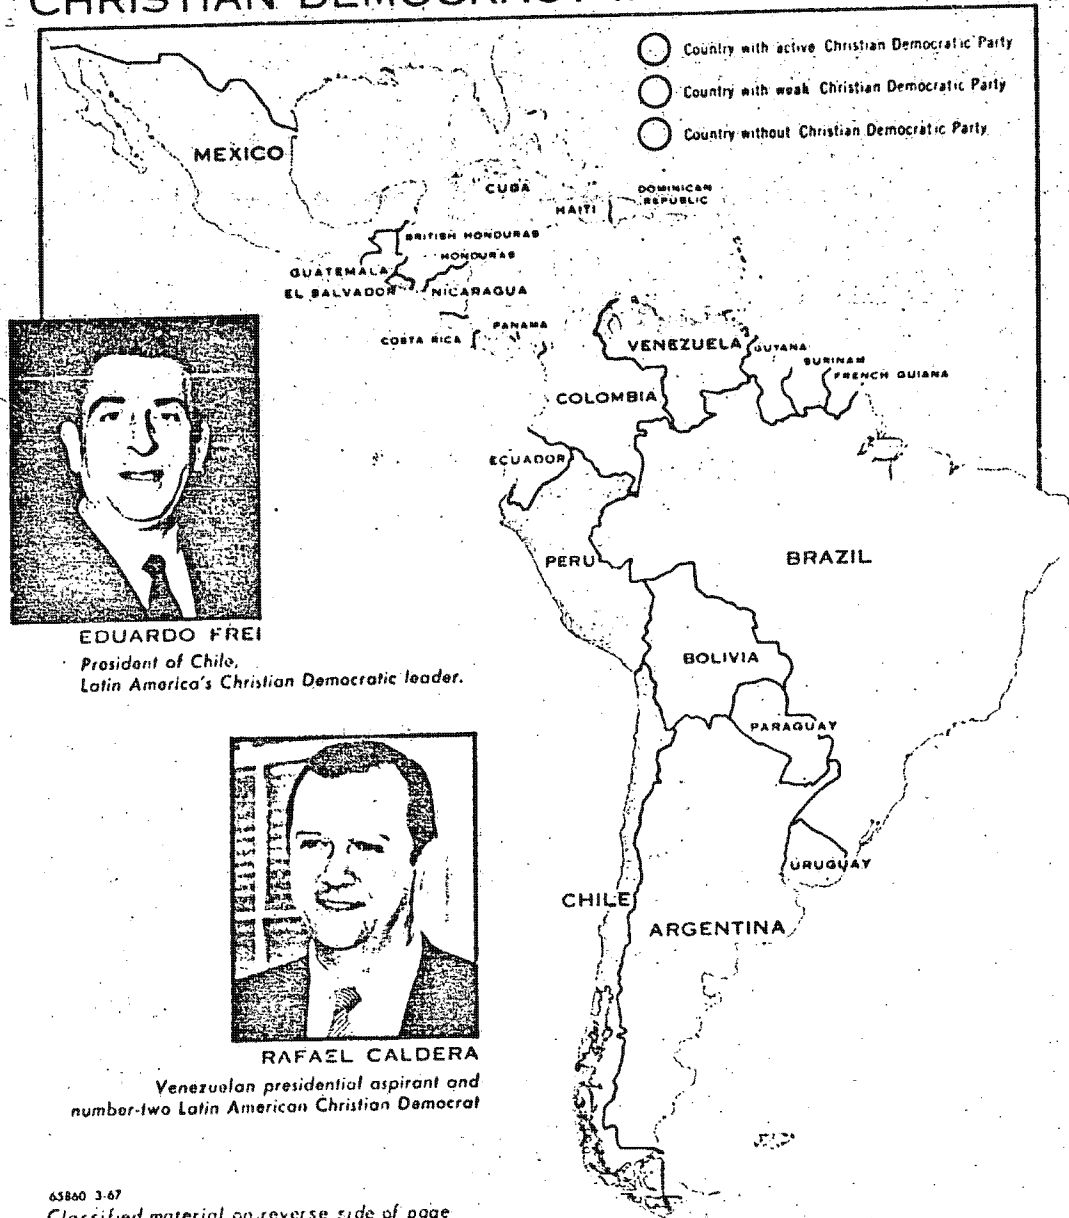 CHRISTIAN DEMOCRACY
Country with active Christian Democratic Party
Country with weak Christian Democratic Party
Country without Christian Democratic Party
MEXICO
CUBA
DOMINICAN
REPUBLIC
HAITI
BRITISH HONDURAS
HONDURAS
GUATEMALA
EL SALVADOR
NICARAGUA
COSTA RICA
PANAMA
VENEZUELA
GUYANA
SURINAM
FRENCH GUIANA
COLOMBIA
ECUADOR
PERU
BRAZIL
EDUARDO FREI
President of Chile,
Latin America's Christian Democratic leader.
BOLIVIA
PARAGUAY
URUGUAY
CHILE
ARGENTINA
RAFAEL CALDERA
Venezuelan presidential aspirant and
number-two Latin American Christian Democrat
65860 3-67
Classified material on reverse side of page